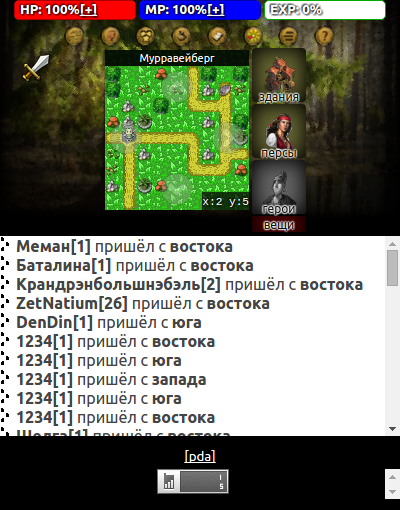 HP: 100%[+] MP: 100%[+] EXP: 0%
Мурравейберг
здания
персы
герои
x:2 y:5
вещи
Меман[1] пришёл с востока
Баталина[1] пришёл с востока
Крандрэнбольшнэбэль[2] пришёл с востока
ZetNatium[26] пришёл с востока
DenDin[1] пришёл с юга
1234[1] пришёл с востока
1234[1] пришёл с юга
1234[1] пришёл с запада
1234[1] пришёл с юга
1234[1] пришёл с востока
[pda]
1
5